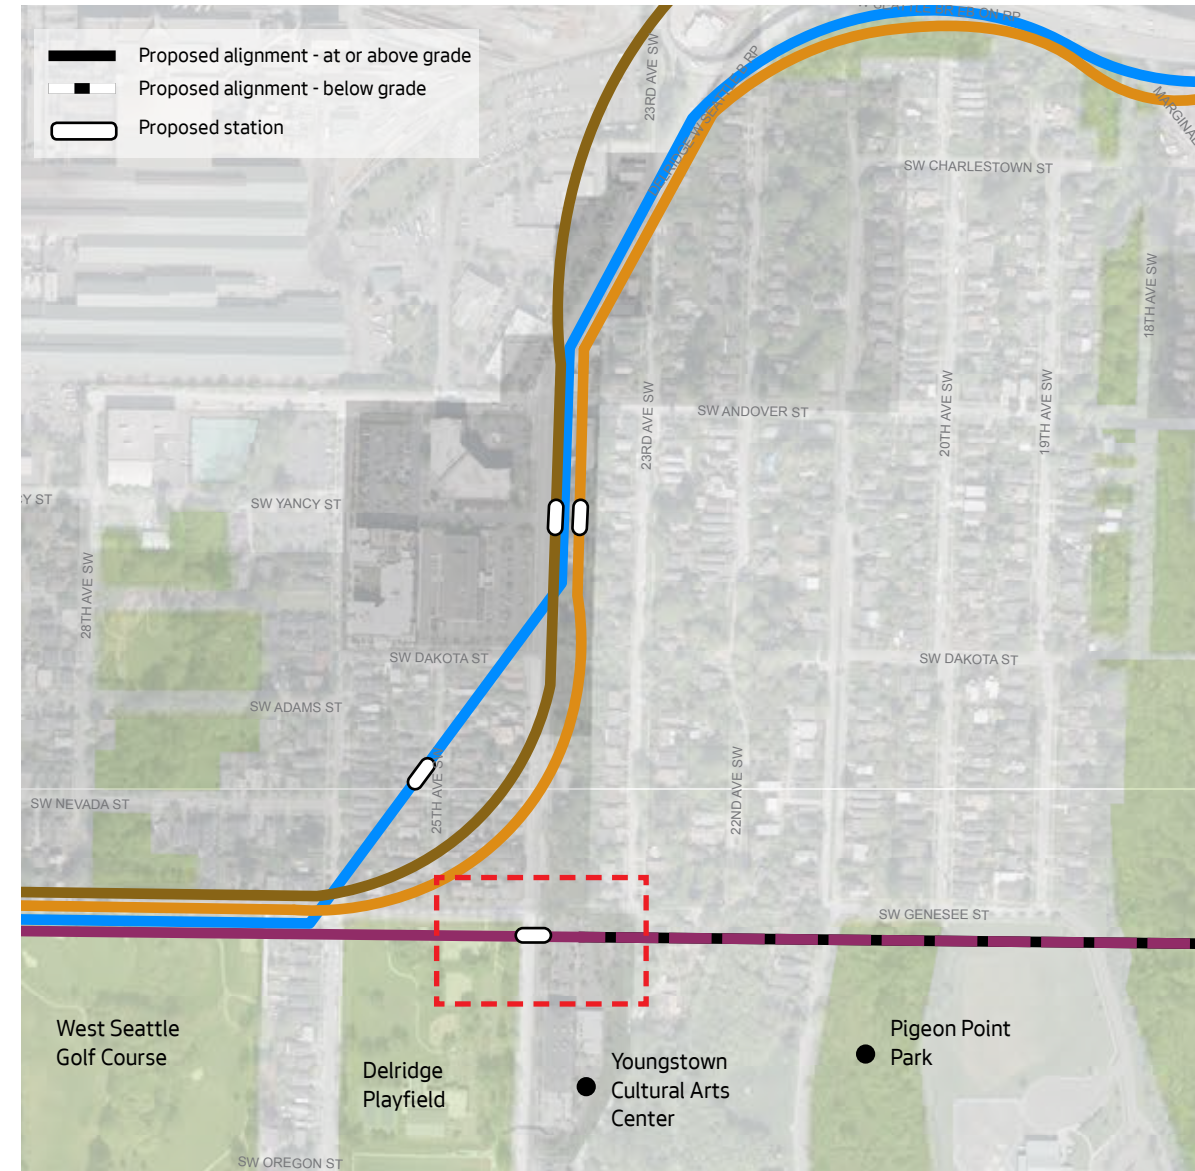 Proposed alignment - at or above grade
Proposed alignment - below grade
Proposed station
23RD AVE SW
SW CHARLESTOWN ST
MARGINAL
18TH AVE SW
SW ANDOVER ST
23RD AVE SW
20TH AVE SW
19TH AVE SW
Y ST
SW YANCY ST
28TH AVE SW
SW DAKOTA ST
SW DAKOTA ST
SW ADAMS ST
25TH AVE SW
22ND AVE SW
SW NEVADA ST
SW GENESEE ST
West Seattle
Golf Course
Delridge
Playfield
Youngstown
Cultural Arts
Center
Pigeon Point
Park
SW OREGON ST